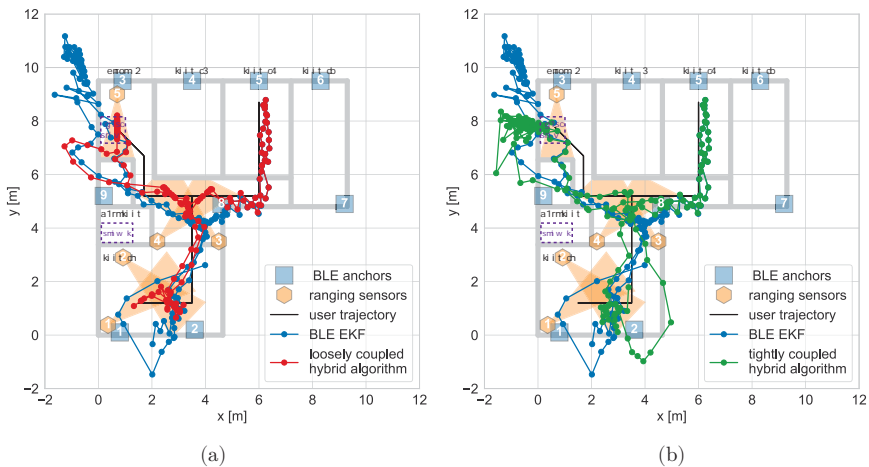 12
10
8
6
4
2
0
−2
−2 0 2 4 6 8 10 12
y [m]
x [m]
3 4 5 6
5
9 8 7
4 3
2
1 1 2
BLE anchors
ranging sensors
user trajectory
BLE EKF
loosely coupled
hybrid algorithm
(a)
12
10
8
6
4
2
0
−2
−2 0 2 4 6 8 10 12
y [m]
x [m]
3 4 5 6
5
9 8 7
4 3
2
1 1 2
BLE anchors
ranging sensors
user trajectory
BLE EKF
tightly coupled
hybrid algorithm
(b)